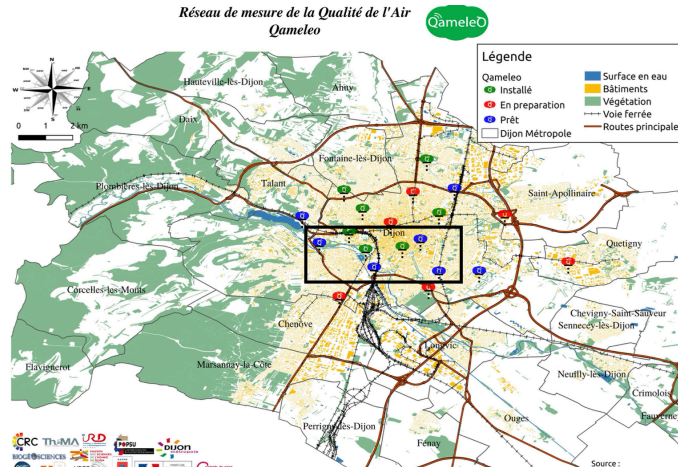 Réseau de mesure de la Qualité de l'Air
Qameleo
QameleO
Légende
Qameleo
Installé
En preparation
Prêt
Dijon Métropole
Surface en eau
Bâtiments
Végétation
Voie ferrée
Routes principale
N
W
E
S
0 1 2 km
Hauteville-lès-Dijon
Ahuy
Daix
Fontaine-lès-Dijon
Plombières-lès-Dijon
Talant
Saint-Apollinaire
Dijon
Quetigny
Corcelles-les-Monts
Chenôve
Chevigny-Saint-Sauveur
Sennecey-lès-Dijon
Longvic
Flavignerot
Marsannay-la-Côte
Neuilly-lès-Dijon
Crimolois
Fauverne
Perrigny-lès-Dijon
Ouges
Fénay
CRC ThéMA IRD
POPSU
DIJON
métropole
BIOGÉOSCIENCES
Source :